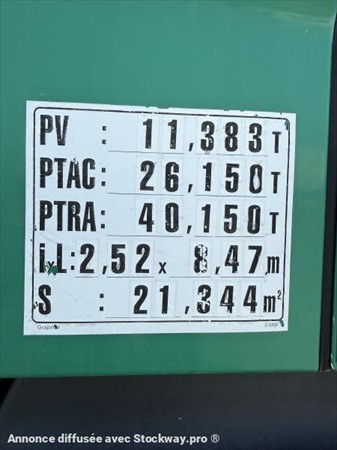 PV : 11,383 T
PTAC: 26,150 T
PTRA: 40,150 T
lxL: 2,52 x 8,47 m
S : 21,344 m²
Annonce diffusée avec Stockway.pro ®